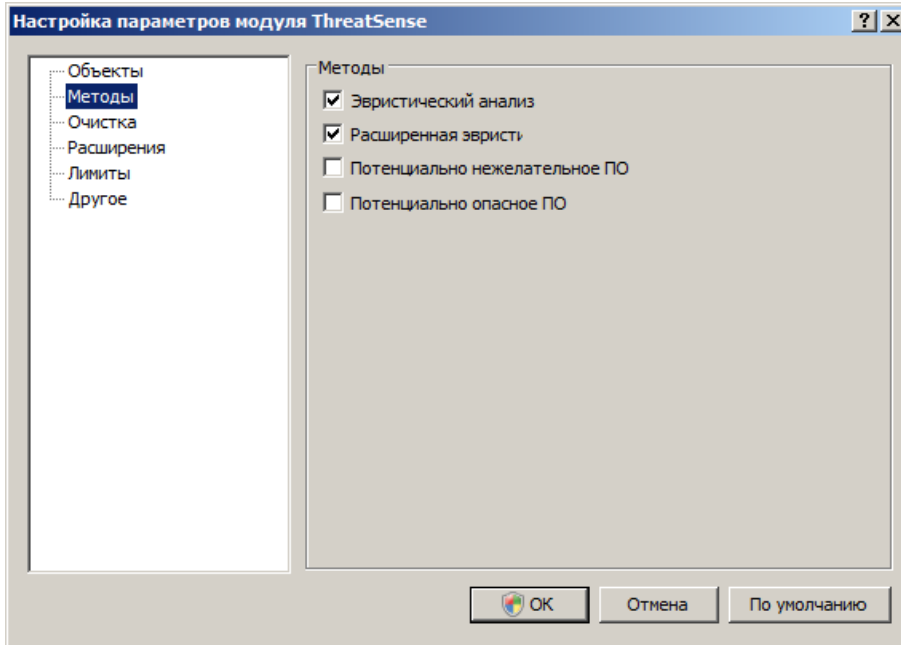 Настройка параметров модуля ThreatSense
Объекты
Методы
Очистка
Расширения
Лимиты
Другое
Методы
Эвристический анализ
Расширенная эвристи
Потенциально нежелательное ПО
Потенциально опасное ПО
OK
Отмена
По умолчанию